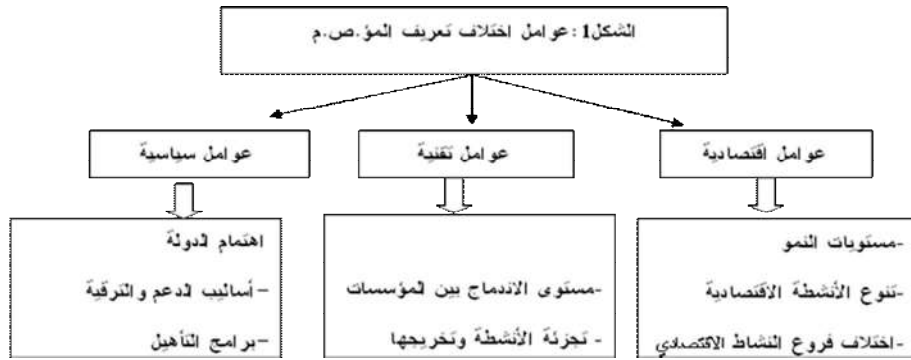 الشكل1:عوامل اختلاف تعريف المؤ.ص.م
عوامل اقتصادية
عوامل تقنية
عوامل سياسية
-مستويات النمو
-تنوع الأنشطة الاقتصادية
-اختلاف فروع النشاط الاكتصادي
-مستوى الاندماج بين المؤسسات
- تجزئة الأنشطة وتخريجها
اهتمام الدولة
-أساليب الدعم والترقية
-برامج التأهيل